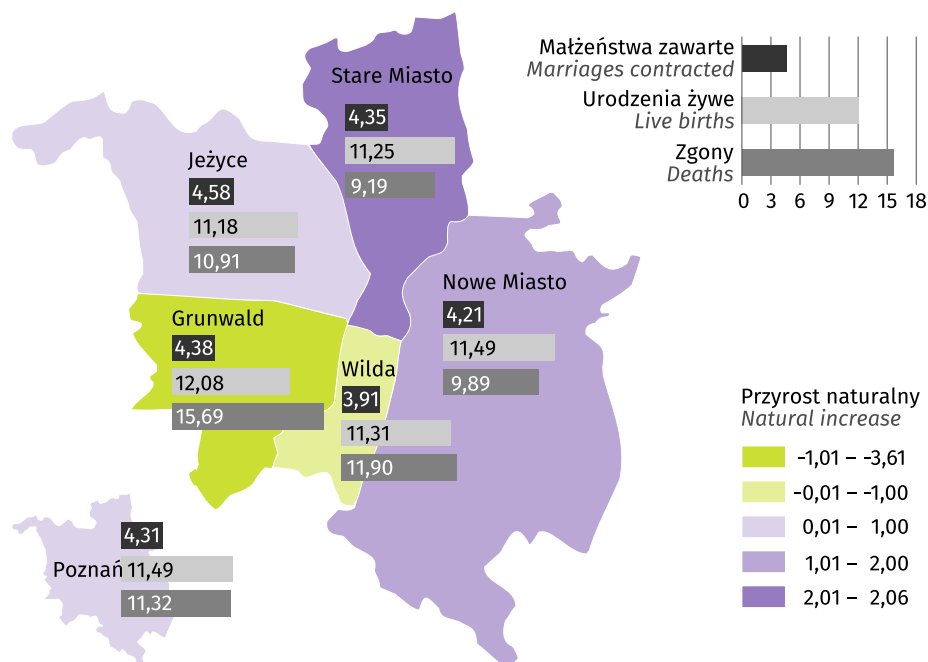 Małżeństwa zawarte
Marriages contracted
Urodzenia żywe
Live births
Zgony
Deaths
0 3 6 9 12 15 18
Stare Miasto
4,35
11,25
9,19
Jeżyce
4,58
11,18
10,91
Nowe Miasto
4,21
11,49
9,89
Grunwald
4,38
12,08
15,69
Wilda
3,91
11,31
11,90
Poznań
4,31
11,49
11,32
Przyrost naturalny
Natural increase
-1,01 – -3,61
-0,01 – -1,00
0,01 – 1,00
1,01 – 2,00
2,01 – 2,06